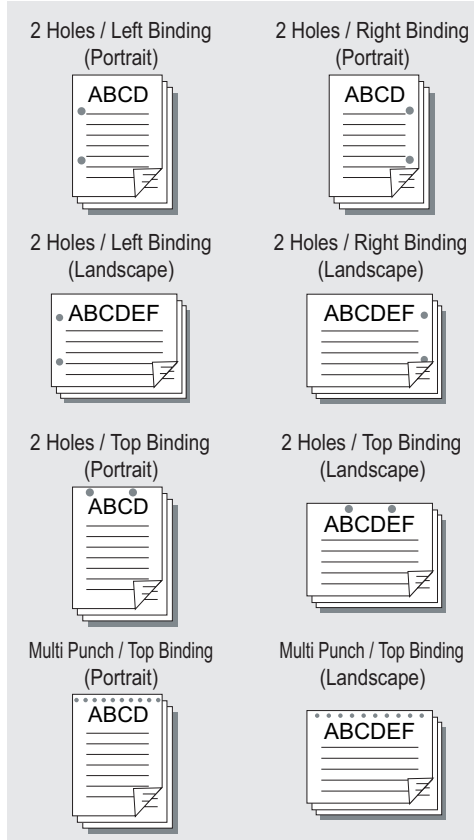 2 Holes / Left Binding
(Portrait)
ABCD
2 Holes / Right Binding
(Portrait)
ABCD
2 Holes / Left Binding
(Landscape)
ABCDEF
2 Holes / Right Binding
(Landscape)
ABCDEF
2 Holes / Top Binding
(Portrait)
ABCD
2 Holes / Top Binding
(Landscape)
ABCDEF
Multi Punch / Top Binding
(Portrait)
ABCD
Multi Punch / Top Binding
(Landscape)
ABCDEF